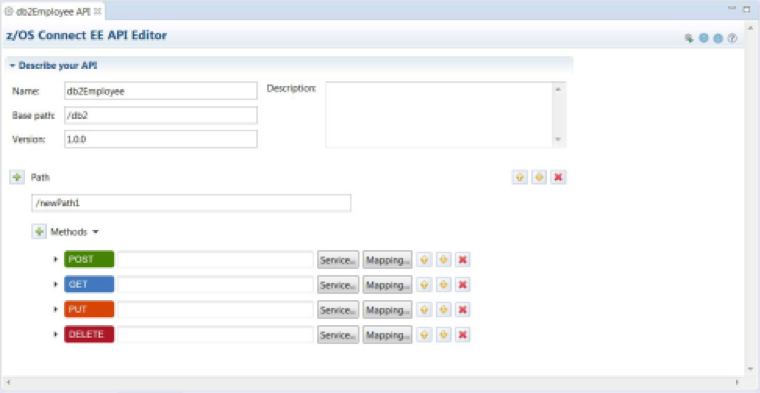 db2Employee API
z/OS Connect EE API Editor
Describe your API
Name: db2Employee Description:
Base path: /db2
Version: 1.0.0
Path
/newPath1
Methods
POST Service... Mapping...
GET Service... Mapping...
PUT Service... Mapping...
DELETE Service... Mapping...